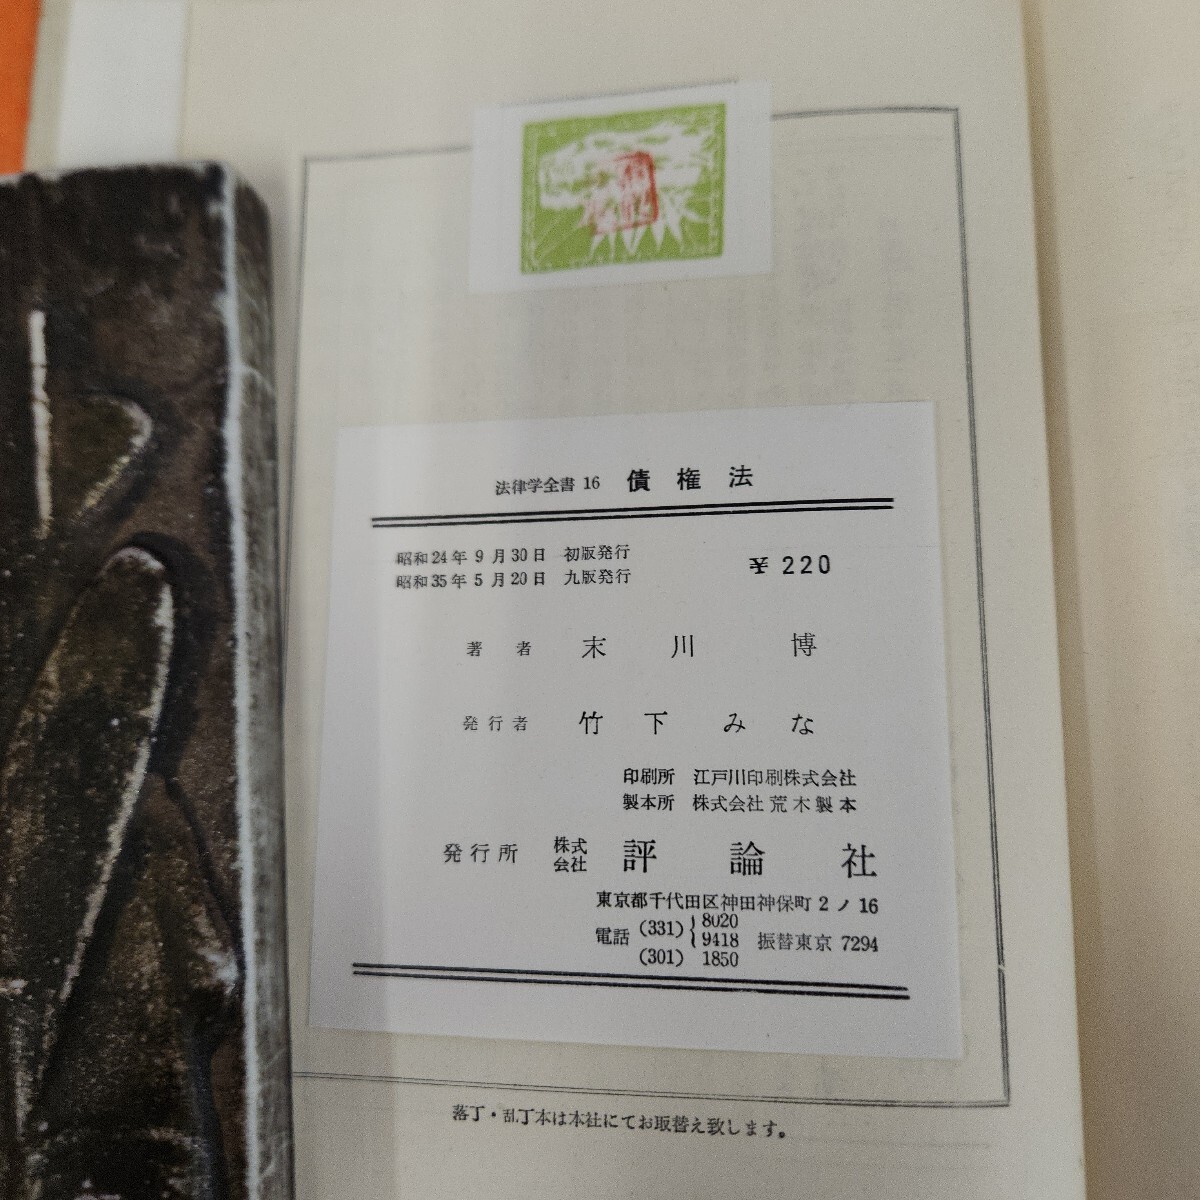 法律学全書 16 債権法
昭和24年9月30日 初版発行
昭和35年5月20日 九版発行
¥220
著者 末川博
発行者 竹下みな
印刷所 江戸川印刷株式会社
製本所 株式会社荒木製本
発行所 株式会社 評論社
東京都千代田区神田神保町2ノ16
電話 (331) 8020
9418 振替東京 7294
(301) 1850
落丁・乱丁本は本社にてお取替え致します。